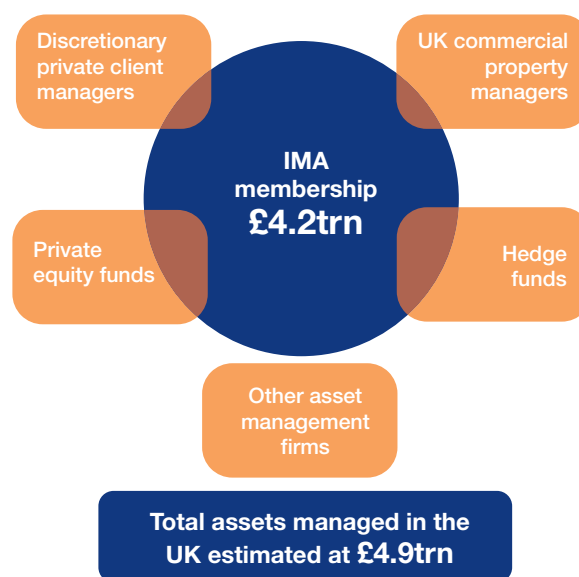 Discretionary
private client
managers
UK commercial
property
managers
IMA
membership
£4.2trn
Private
equity funds
Hedge
funds
Other asset
management
firms
Total assets managed in the
UK estimated at £4.9trn